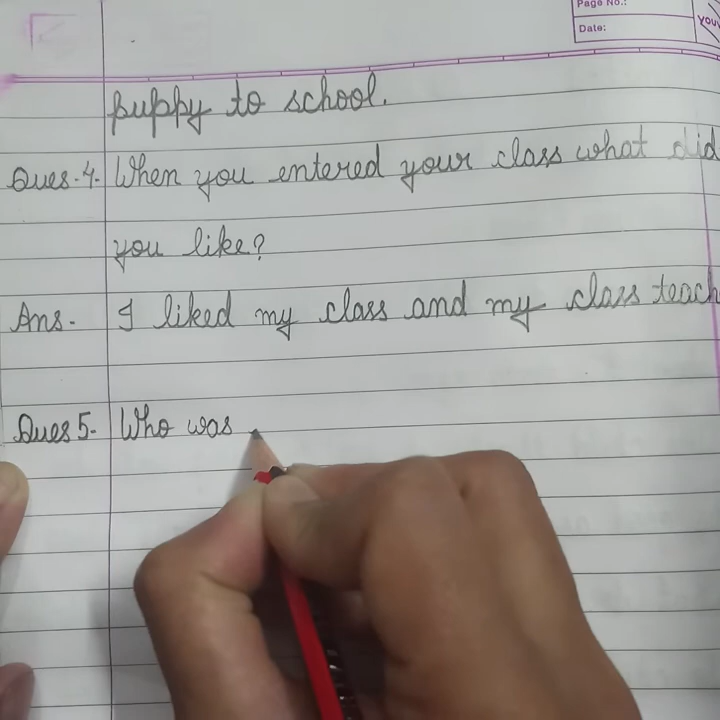 Page No.:
Date:
You
puppy to school.
Ques.4. When you entered your class what did
you like?
Ans. I liked my class and my class teach
Ques 5. Who was